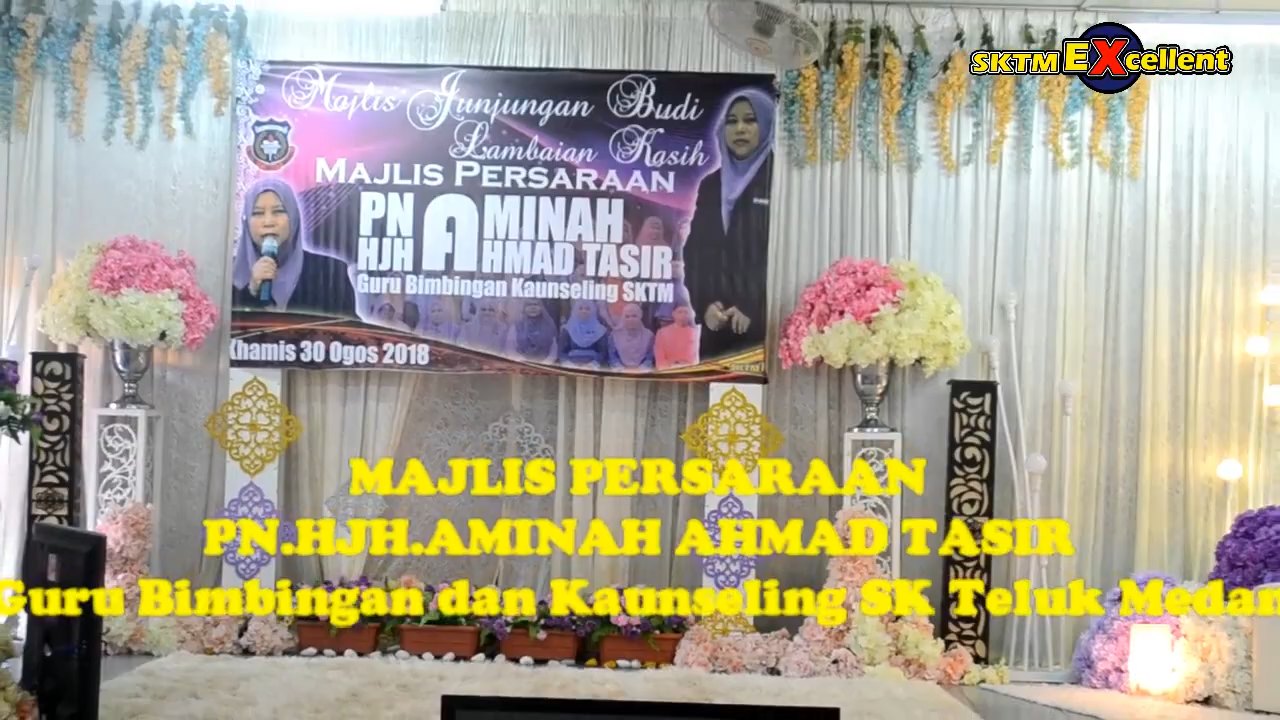 SKTM EXcellent
Majlis Junjungan Budi
Lambaian Kasih
MAJLIS PERSARAAN
PN AMINAH
HJH AHMAD TASIR
Guru Bimbingan Kaunseling SKTM
Khamis 30 Ogos 2018
MAJLIS PERSARAAN
PN.HJH.AMINAH AHMAD TASIR
Guru Bimbingan dan Kaunseling SK Teluk Medan